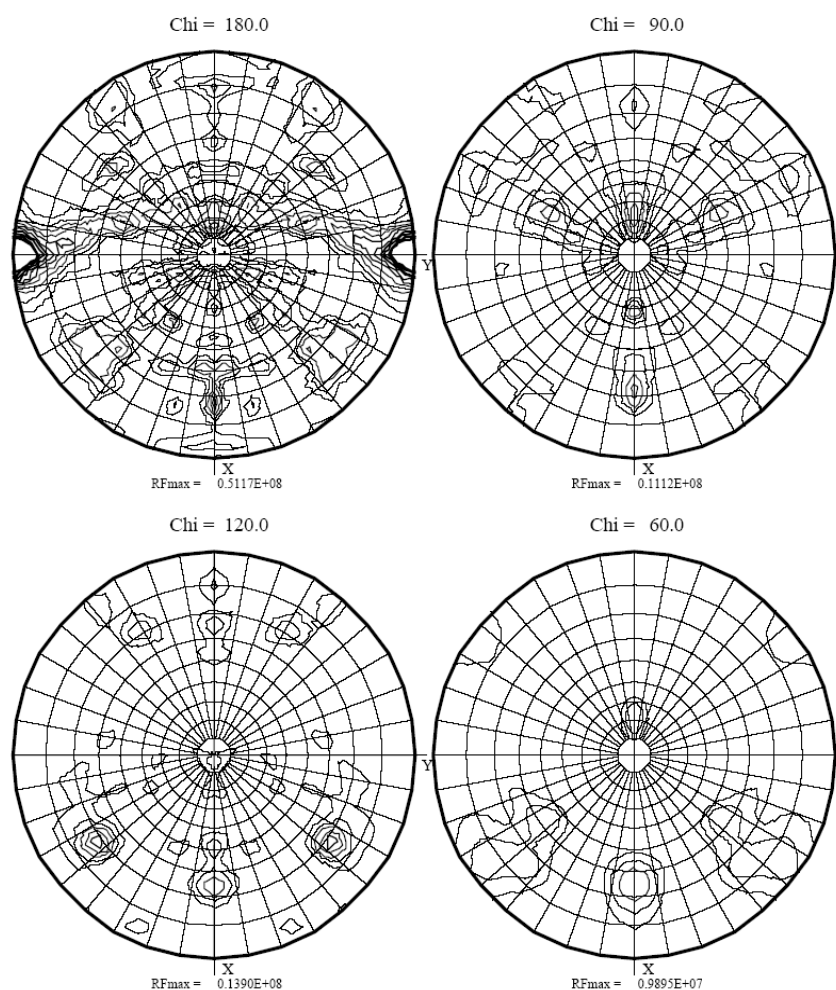 Chi = 180.0
Chi = 90.0
Y
X
X
RFmax = 0.5117E+08
RFmax = 0.1112E+08
Chi = 120.0
Chi = 60.0
Y
X
X
RFmax = 0.1390E+08
RFmax = 0.9895E+07